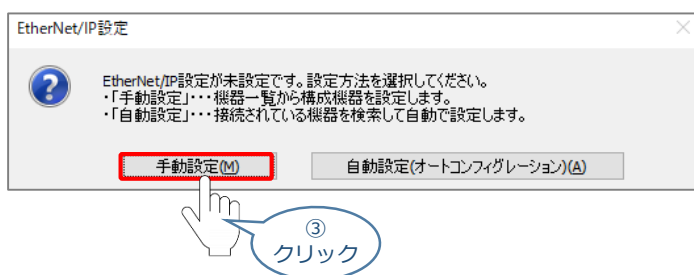 EtherNet/IP設定
EtherNet/IP設定が未設定です。設定方法を選択してください。
・「手動設定」・・・機器一覧から構成機器を設定します。
・「自動設定」・・・接続されている機器を検索して自動で設定します。
手動設定(M)
自動設定(オートコンフィグレーション)(A)
③
クリック